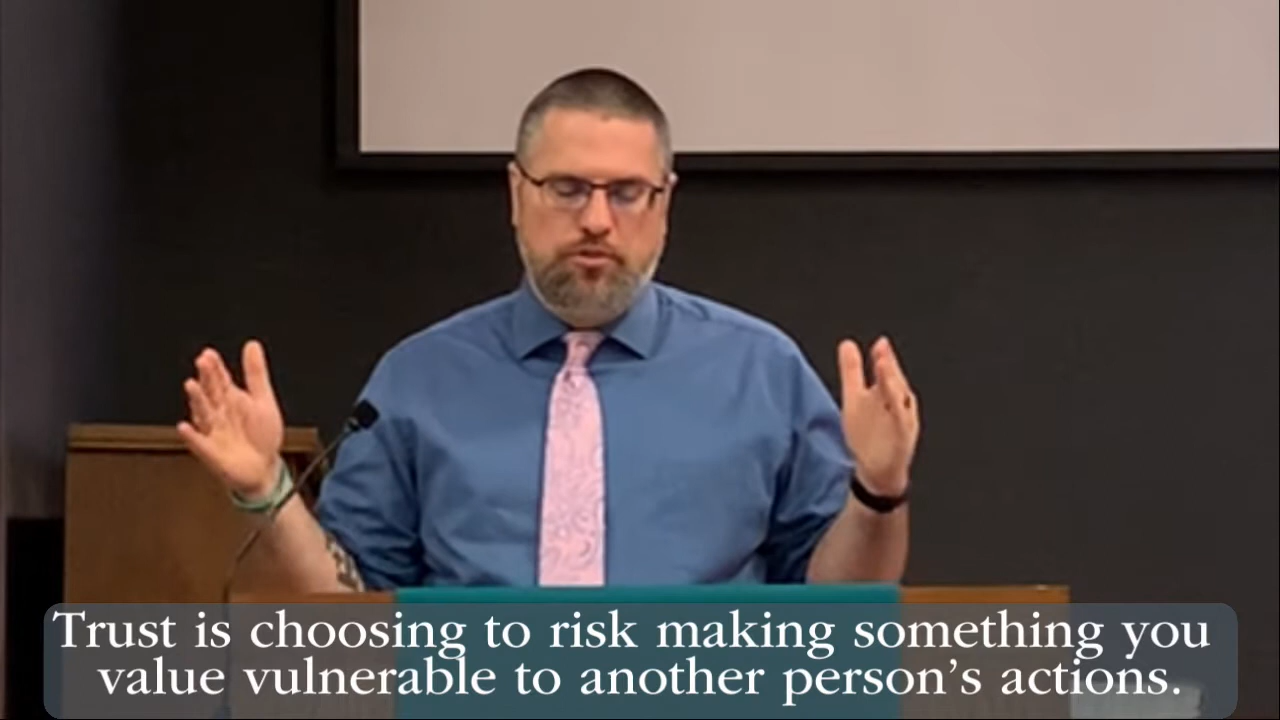 Trust is choosing to risk making something you
value vulnerable to another person's actions.